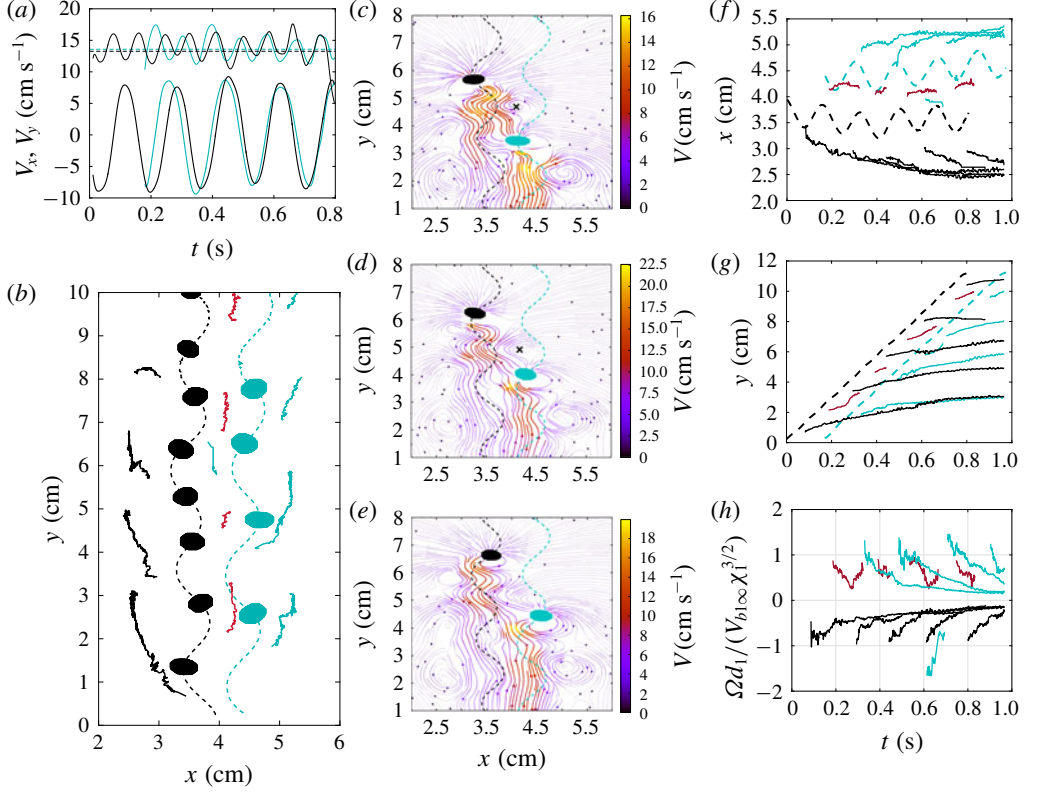 (a)
20
15
10
5
0
−5
−10
Vx, Vy (cm s−1)
0 0.2 0.4 0.6 0.8
t (s)
(b)
10
9
8
7
6
5
4
3
2
1
0
y (cm)
2 3 4 5 6
x (cm)
(c)
8
7
6
5
4
3
2
1
y (cm)
2.5 3.5 4.5 5.5
16
14
12
10
8
6
4
2
0
V(cm s−1)
(d)
8
7
6
5
4
3
2
1
y (cm)
2.5 3.5 4.5 5.5
22.5
20.0
17.5
15.0
12.5
10.0
7.5
5.0
2.5
0
V(cm s−1)
(e)
8
7
6
5
4
3
2
1
y (cm)
2.5 3.5 4.5 5.5
x (cm)
18
16
14
12
10
8
6
4
2
0
V(cm s−1)
(f)
5.5
5.0
4.5
4.0
3.5
3.0
2.5
2.0
x (cm)
0 0.2 0.4 0.6 0.8 1.0
(g)
12
10
8
6
4
2
0
y (cm)
0 0.2 0.4 0.6 0.8 1.0
(h)
2
1
0
−1
−2
Ωd1/(Vb1∞χ1^3/2)
0 0.2 0.4 0.6 0.8 1.0
t (s)